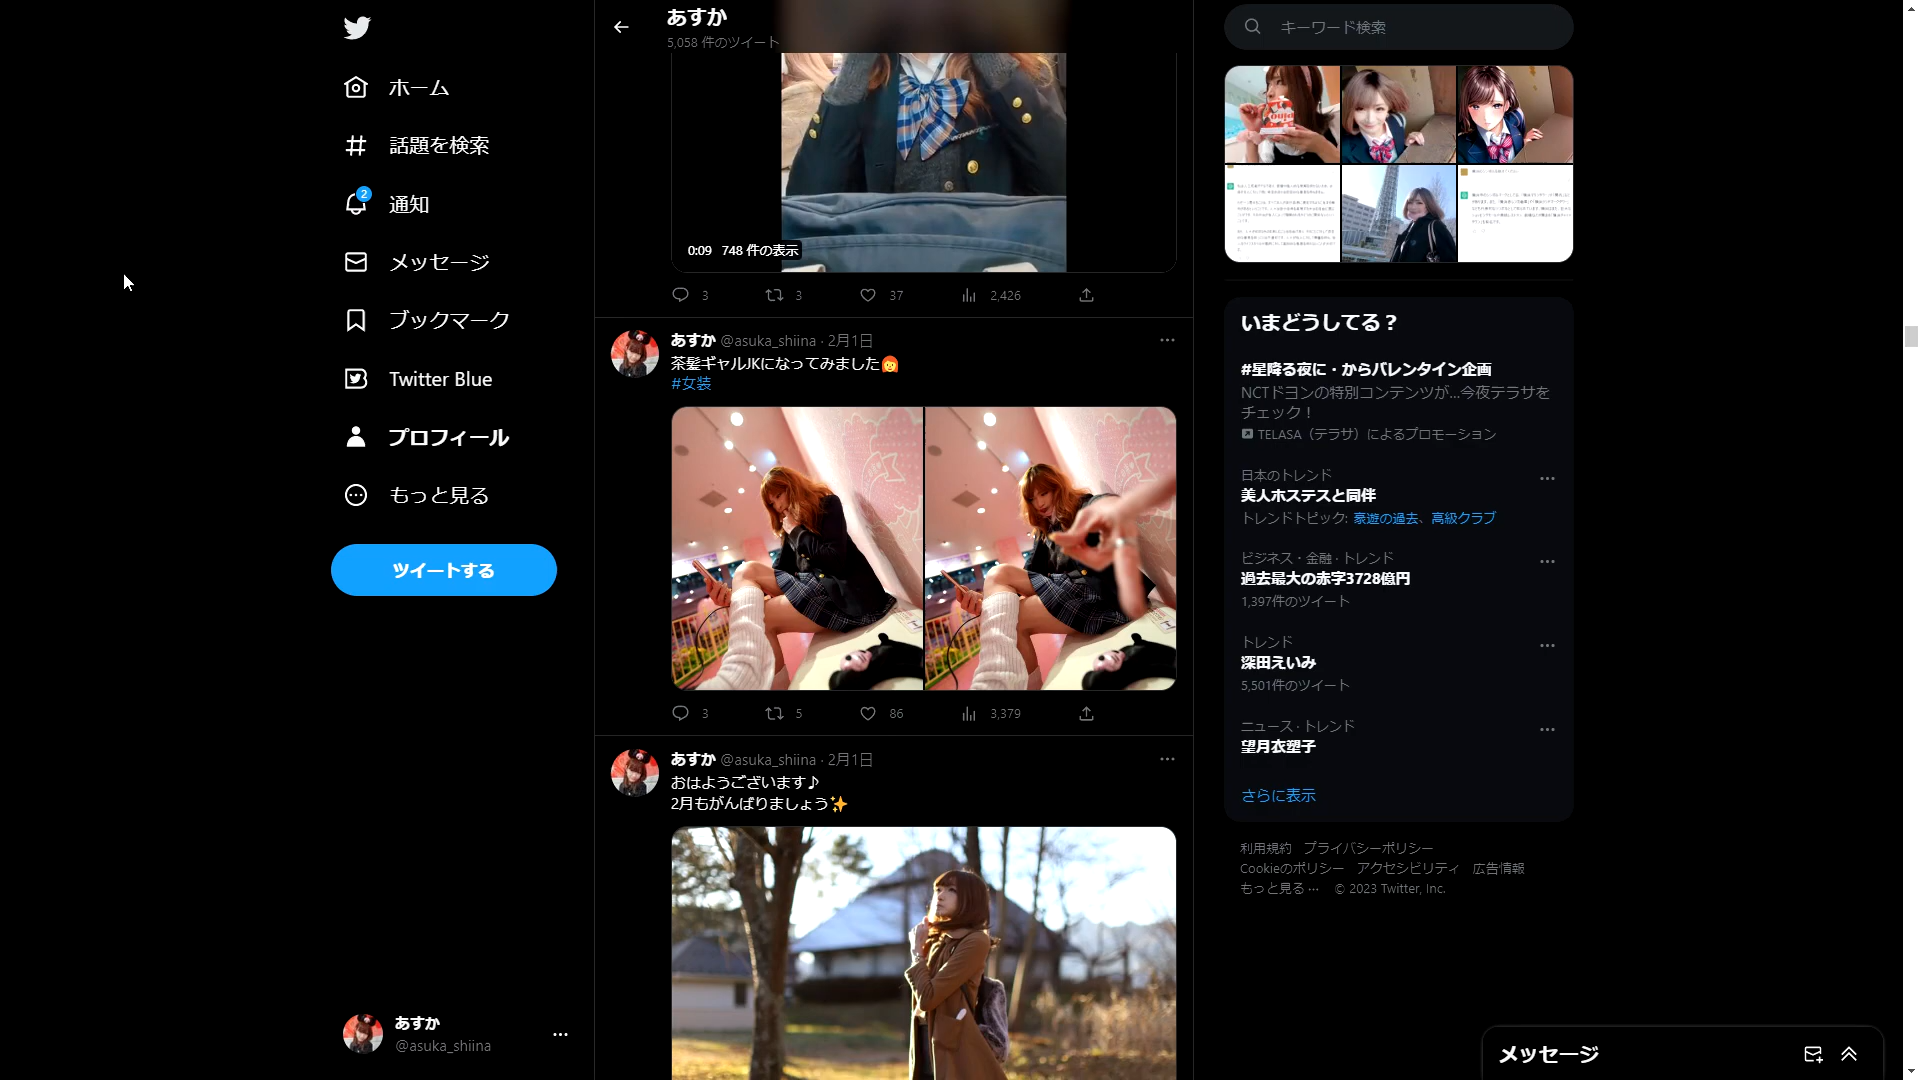 ホーム
話題を検索
2
通知
メッセージ
ブックマーク
Twitter Blue
プロフィール
もっと見る
ツイートする
あすか
@asuka_shiina
あすか
5,058 件のツイート
0:09 748 件の表示
3 3 37 2,426
あすか @asuka_shiina · 2月1日
茶髪ギャルJKになってみました👩‍🦰
#女装
3 5 86 3,379
あすか @asuka_shiina · 2月1日
おはようございます♪
2月もがんばりましょう✨
キーワード検索
いまどうしてる？
#星降る夜に・からバレンタイン企画
NCTドヨンの特別コンテンツが...今夜テラサを
チェック！
TELASA（テラサ）によるプロモーション
日本のトレンド
美人ホステスと同伴
トレンドトピック: 豪遊の過去、高級クラブ
ビジネス・金融 · トレンド
過去最大の赤字3728億円
1,397件のツイート
トレンド
深田えいみ
5,501件のツイート
ニュース · トレンド
望月衣塑子
さらに表示
利用規約 プライバシーポリシー
Cookieのポリシー アクセシビリティ 広告情報
もっと見る ··· © 2023 Twitter, Inc.
メッセージ